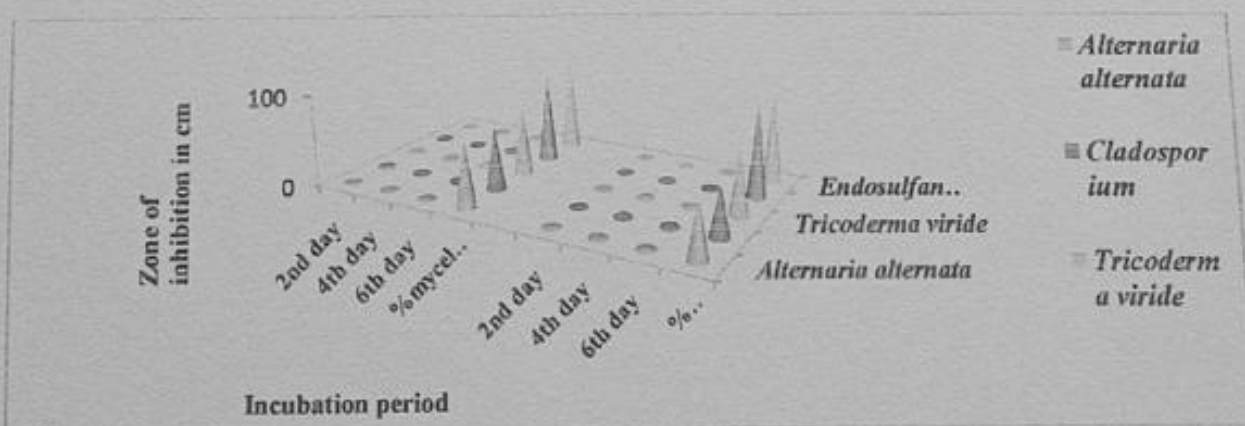 100
0
Zone of
inhibition in cm
2nd day
4th day
6th day
% mycel..
2nd day
4th day
6th day
%..
Incubation period
Endosulfan..
Tricoderma viride
Alternaria alternata
Alternaria
alternata
Cladospor
ium
Tricoderm
a viride